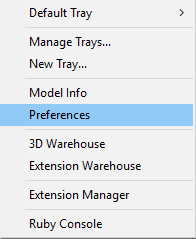 Default Tray
Manage Trays...
New Tray...
Model Info
Preferences
3D Warehouse
Extension Warehouse
Extension Manager
Ruby Console